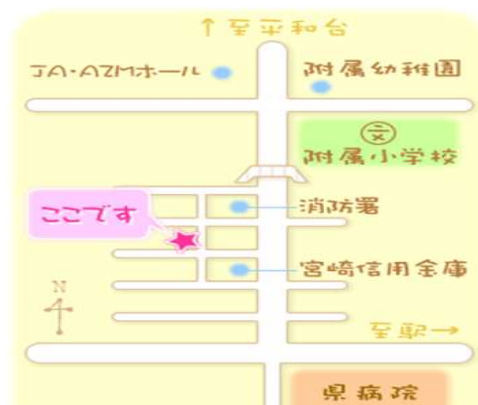 ↑至平和台
JA・AZMホール
附属幼稚園
文
附属小学校
消防署
ここです
宮崎信用金庫
N
至駅→
県病院